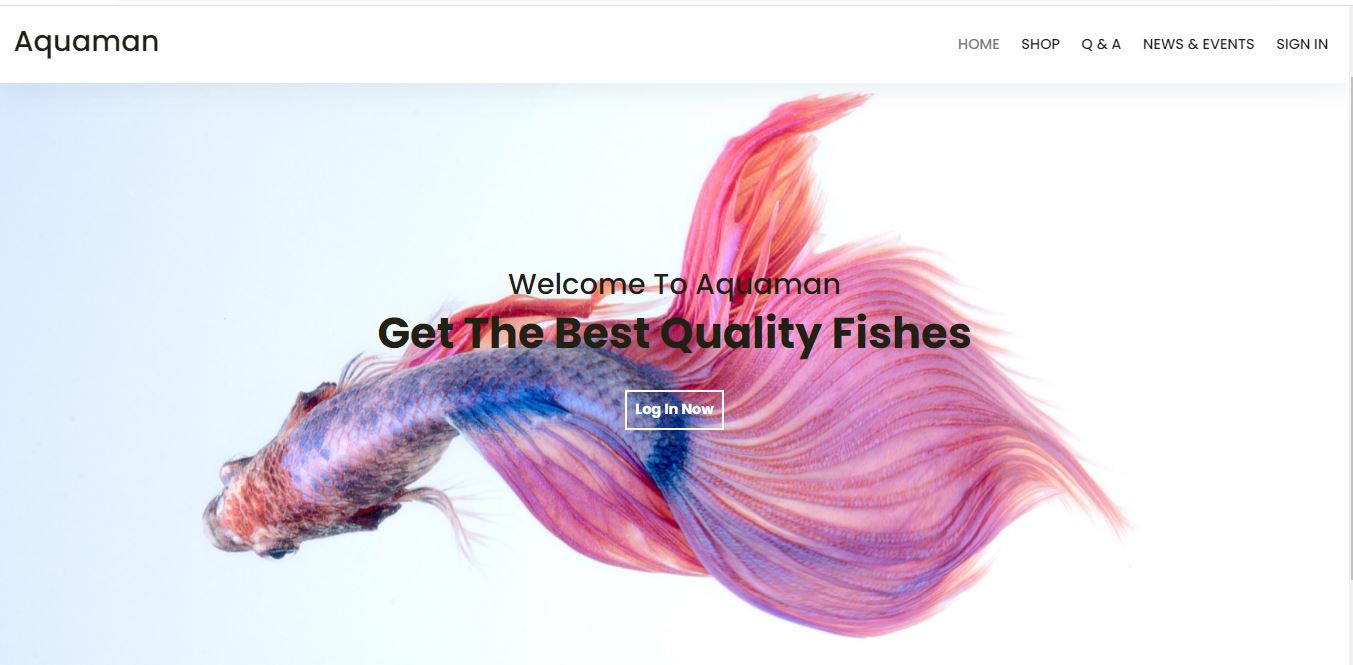 Aquaman
HOME SHOP Q & A NEWS & EVENTS SIGN IN
Welcome To Aquaman
Get The Best Quality Fishes
Log In Now